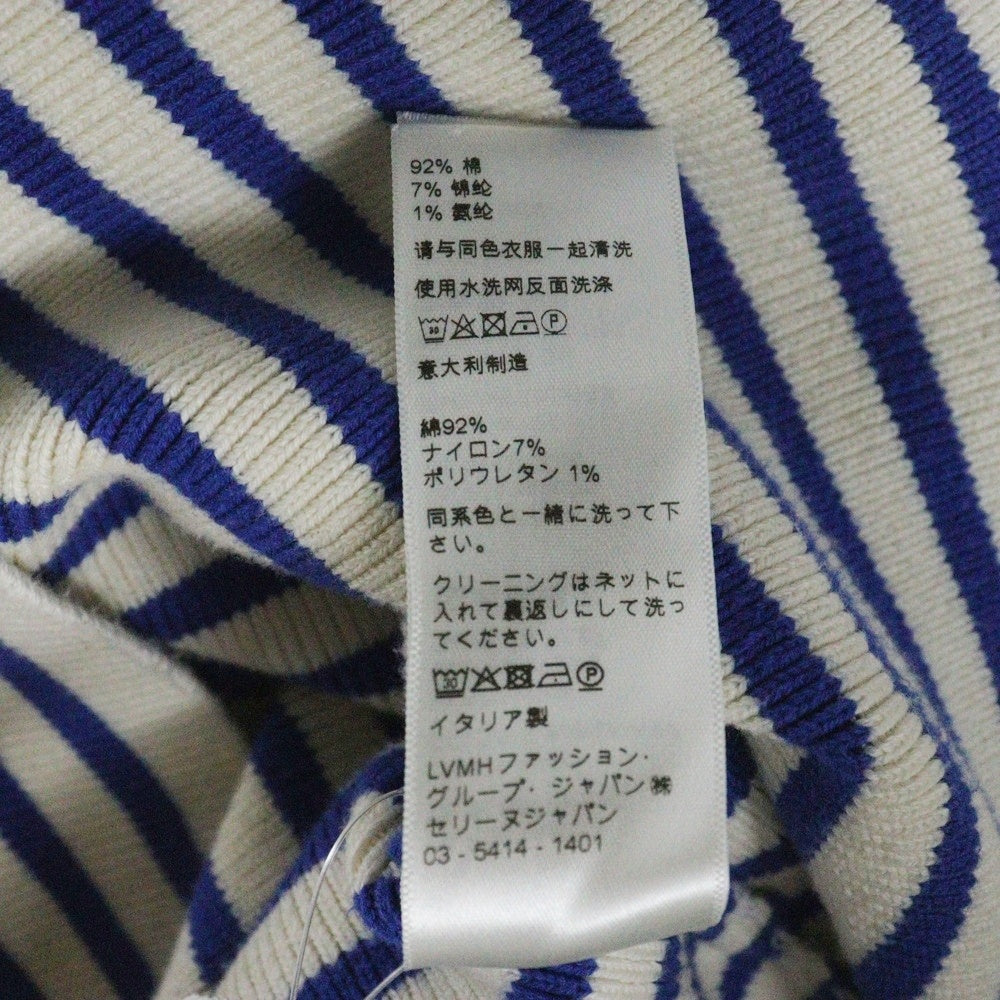 92% 棉
7% 锦纶
1% 氨纶
请与同色衣服一起清洗
使用水洗网反面洗涤
30 P
意大利制造
綿92%
ナイロン7%
ポリウレタン 1%
同系色と一緒に洗って下
さい。
クリーニングはネットに
入れて裏返しにして洗っ
てください。
30 P
イタリア製
LVMHファッション·
グループ· ジャパン㈱
セリーヌジャパン
03 - 5414 - 1401